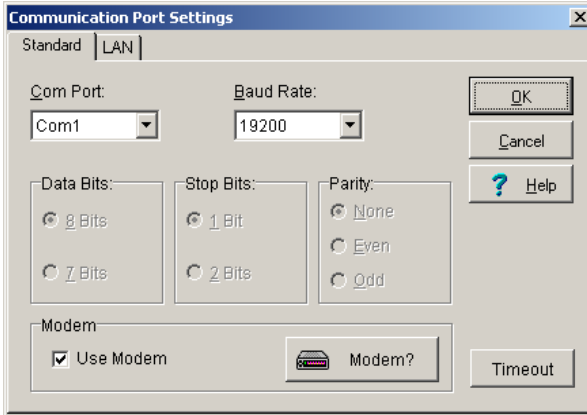 Communication Port Settings
Standard LAN
Com Port: Baud Rate:
Com1 19200
OK
Cancel
Help
Data Bits: Stop Bits: Parity:
8 Bits 1 Bit None
Even
7 Bits 2 Bits Odd
Modem
Use Modem Modem?
Timeout